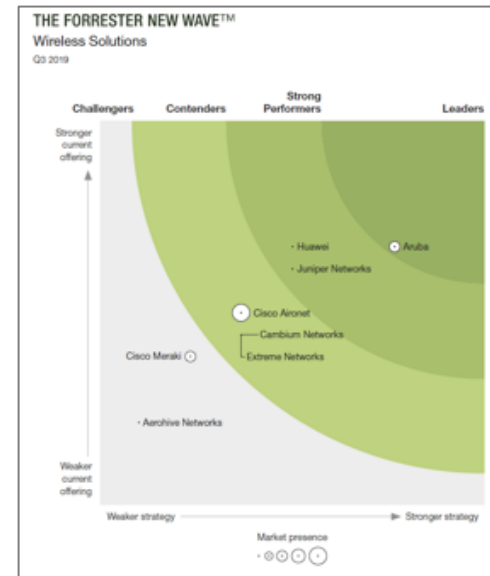 THE FORRESTER NEW WAVE™
Wireless Solutions
Q3 2019
Challengers
Contenders
Strong
Performers
Leaders
Stronger
current
offering
Huawei
Aruba
Juniper Networks
Cisco Aironet
Cambium Networks
Cisco Meraki
Extreme Networks
Aerohive Networks
Weaker
current
offering
Weaker strategy
Stronger strategy
Market presence